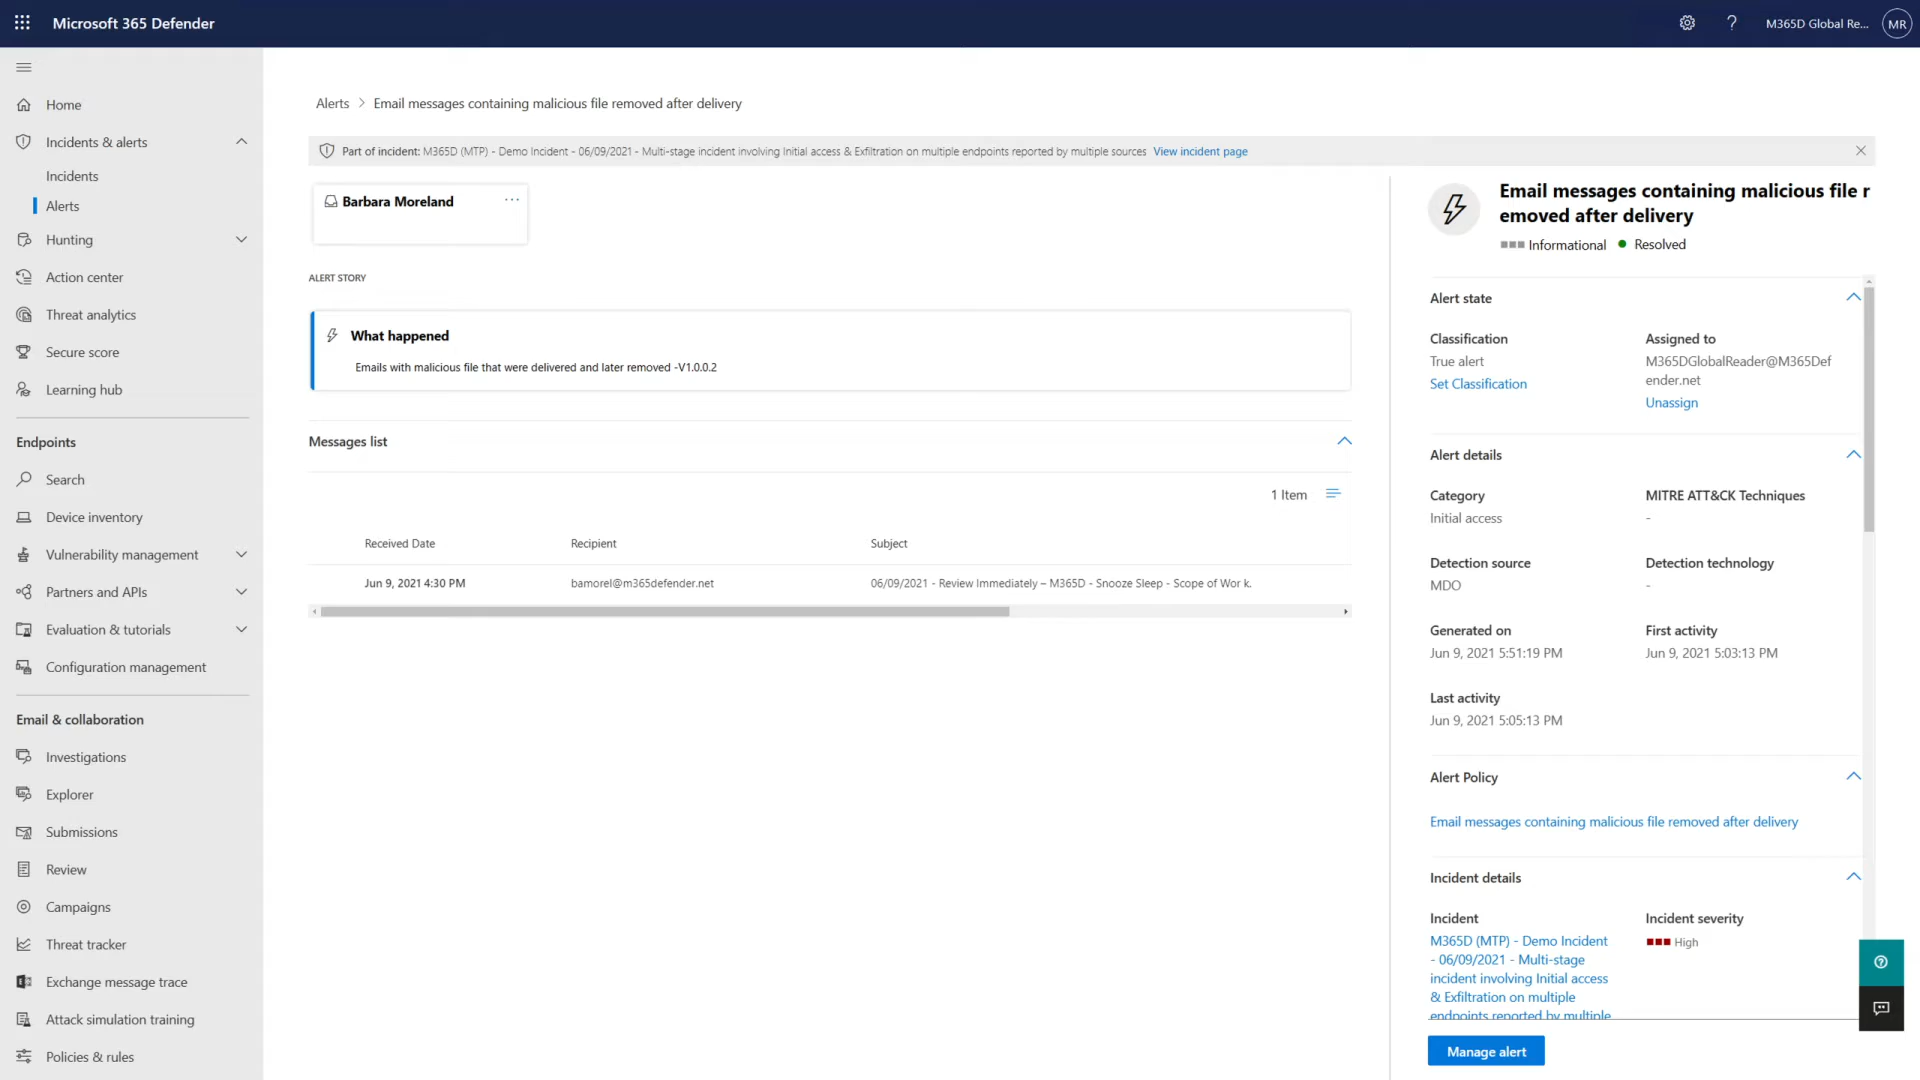 Microsoft 365 Defender
M365D Global Re...
MR
Home
Incidents & alerts
Incidents
Alerts
Hunting
Action center
Threat analytics
Secure score
Learning hub
Endpoints
Search
Device inventory
Vulnerability management
Partners and APIs
Evaluation & tutorials
Configuration management
Email & collaboration
Investigations
Explorer
Submissions
Review
Campaigns
Threat tracker
Exchange message trace
Attack simulation training
Policies & rules
Alerts > Email messages containing malicious file removed after delivery
Part of incident: M365D (MTP) - Demo Incident - 06/09/2021 - Multi-stage incident involving Initial access & Exfiltration on multiple endpoints reported by multiple sources View incident page
Barbara Moreland ...
ALERT STORY
What happened
Emails with malicious file that were delivered and later removed -V1.0.0.2
Messages list
1 Item
Received Date Recipient Subject
Jun 9, 2021 4:30 PM bamorel@m365defender.net 06/09/2021 - Review Immediately – M365D - Snooze Sleep - Scope of Wor k.
Email messages containing malicious file r
emoved after delivery
Informational Resolved
Alert state
Classification Assigned to
True alert M365DGlobalReader@M365Def
ender.net
Set Classification
Unassign
Alert details
Category MITRE ATT&CK Techniques
Initial access -
Detection source Detection technology
MDO -
Generated on First activity
Jun 9, 2021 5:51:19 PM Jun 9, 2021 5:03:13 PM
Last activity
Jun 9, 2021 5:05:13 PM
Alert Policy
Email messages containing malicious file removed after delivery
Incident details
Incident Incident severity
M365D (MTP) - Demo Incident High
- 06/09/2021 - Multi-stage
incident involving Initial access
& Exfiltration on multiple
endpoints reported by multiple
Manage alert